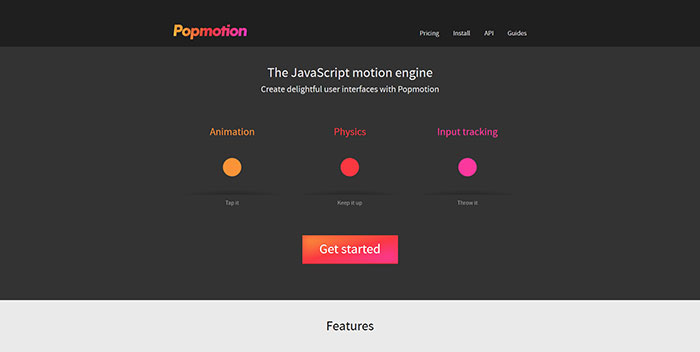 Popmotion
Pricing Install API Guides
The JavaScript motion engine
Create delightful user interfaces with Popmotion
Animation Physics Input tracking
Tap it Keep it up Throw it
Get started
Features